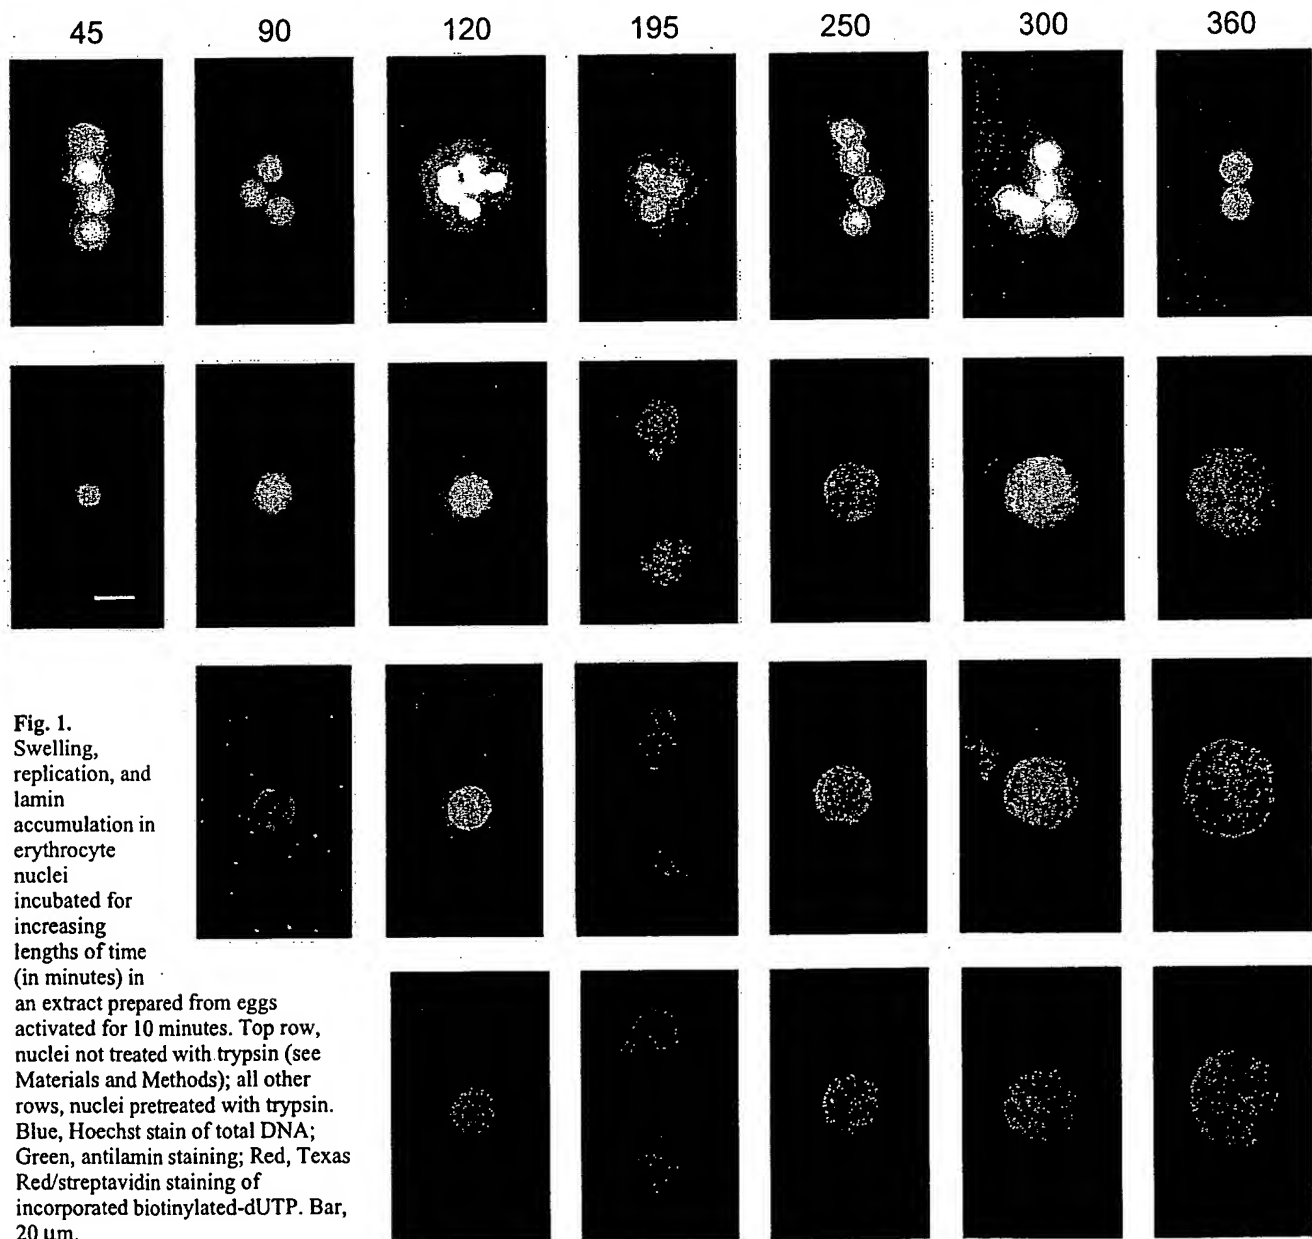 45 90 120 195 250 300 360
Fig. 1.
Swelling,
replication, and
lamin
accumulation in
erythrocyte
nuclei
incubated for
increasing
lengths of time
(in minutes) in
an extract prepared from eggs
activated for 10 minutes. Top row,
nuclei not treated with trypsin (see
Materials and Methods); all other
rows, nuclei pretreated with trypsin.
Blue, Hoechst stain of total DNA;
Green, antilamin staining; Red, Texas
Red/streptavidin staining of
incorporated biotinylated-dUTP. Bar,
20 μm.